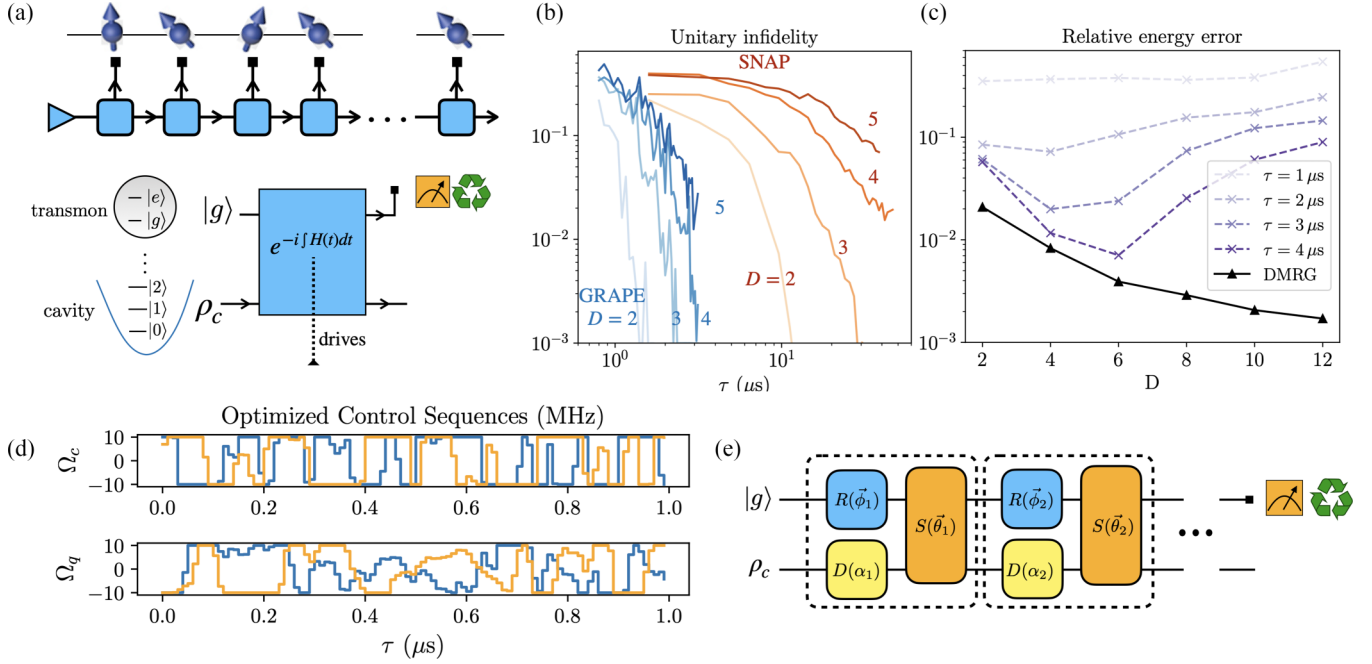 (a)
transmon
|e⟩
|g⟩
cavity
|2⟩
|1⟩
|0⟩
|g⟩
ρ_c
e^{-i∫H(t)dt}
drives
(b)
Unitary infidelity
SNAP
5
4
3
D = 2
GRAPE
D = 2
3
4
5
10^{-1}
10^{-2}
10^{-3}
10^0
10^1
τ (μs)
(c)
Relative energy error
10^{-1}
10^{-2}
10^{-3}
τ = 1 μs
τ = 2 μs
τ = 3 μs
τ = 4 μs
DMRG
2 4 6 8 10 12
D
(d)
Optimized Control Sequences (MHz)
Ω_c
10
0
−10
0.0 0.2 0.4 0.6 0.8 1.0
Ω_q
10
0
−10
0.0 0.2 0.4 0.6 0.8 1.0
τ (μs)
(e)
|g⟩
R(ϕ⃗_1)
S(θ⃗_1)
R(ϕ⃗_2)
S(θ⃗_2)
ρ_c
D(α_1)
D(α_2)